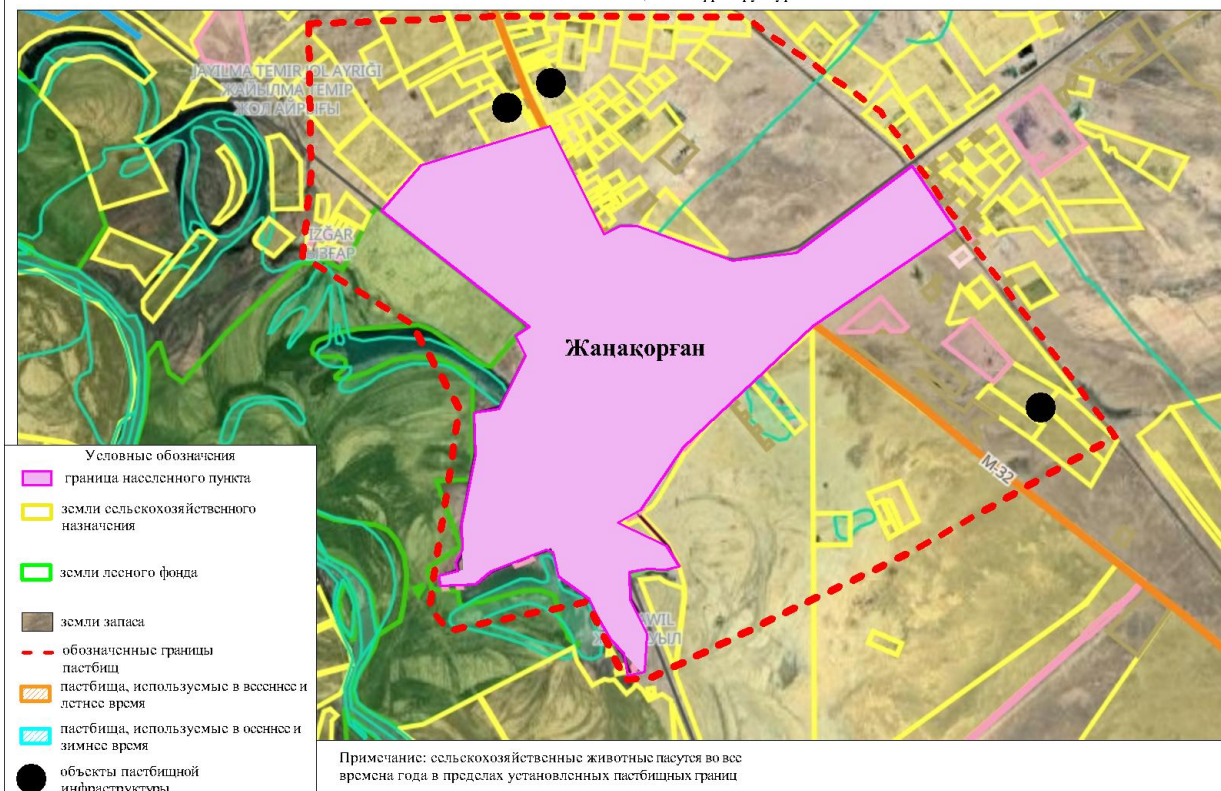 JAYILMA TEMIR JOL AYRIĞI
ЖАЙЫЛМА ТЕМІР
ЖОЛ АЙРЫҒЫ
IZĞAR
ЫЗҒАР
Жаңақорған
M-32
Условные обозначения
граница населенного пункта
земли сельскохозяйственного
назначения
земли лесного фонда
земли запаса
обозначенные границы
пастбищ
пастбища, используемые в весеннее и
летнее время
пастбища, используемые в осеннее и
зимнее время
объекты пастбищной
инфраструктуры
Примечание: сельскохозяйственные животные пасутся во все
времена года в пределах установленных пастбищных границ